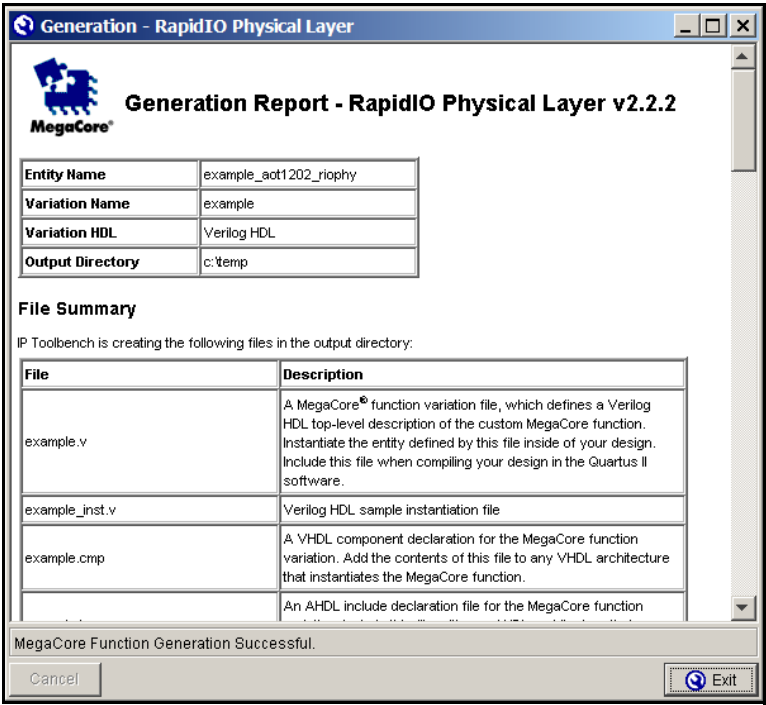 Generation - RapidIO Physical Layer
MegaCore®
Generation Report - RapidIO Physical Layer v2.2.2
Entity Name example_aot1202_riophy
Variation Name example
Variation HDL Verilog HDL
Output Directory c:\temp
File Summary
IP Toolbench is creating the following files in the output directory:
File Description
example.v
A MegaCore® function variation file, which defines a Verilog
HDL top-level description of the custom MegaCore function.
Instantiate the entity defined by this file inside of your design.
Include this file when compiling your design in the Quartus II
software.
example_inst.v Verilog HDL sample instantiation file
example.cmp
A VHDL component declaration for the MegaCore function
variation. Add the contents of this file to any VHDL architecture
that instantiates the MegaCore function.
An AHDL include declaration file for the MegaCore function
MegaCore Function Generation Successful.
Cancel
Exit